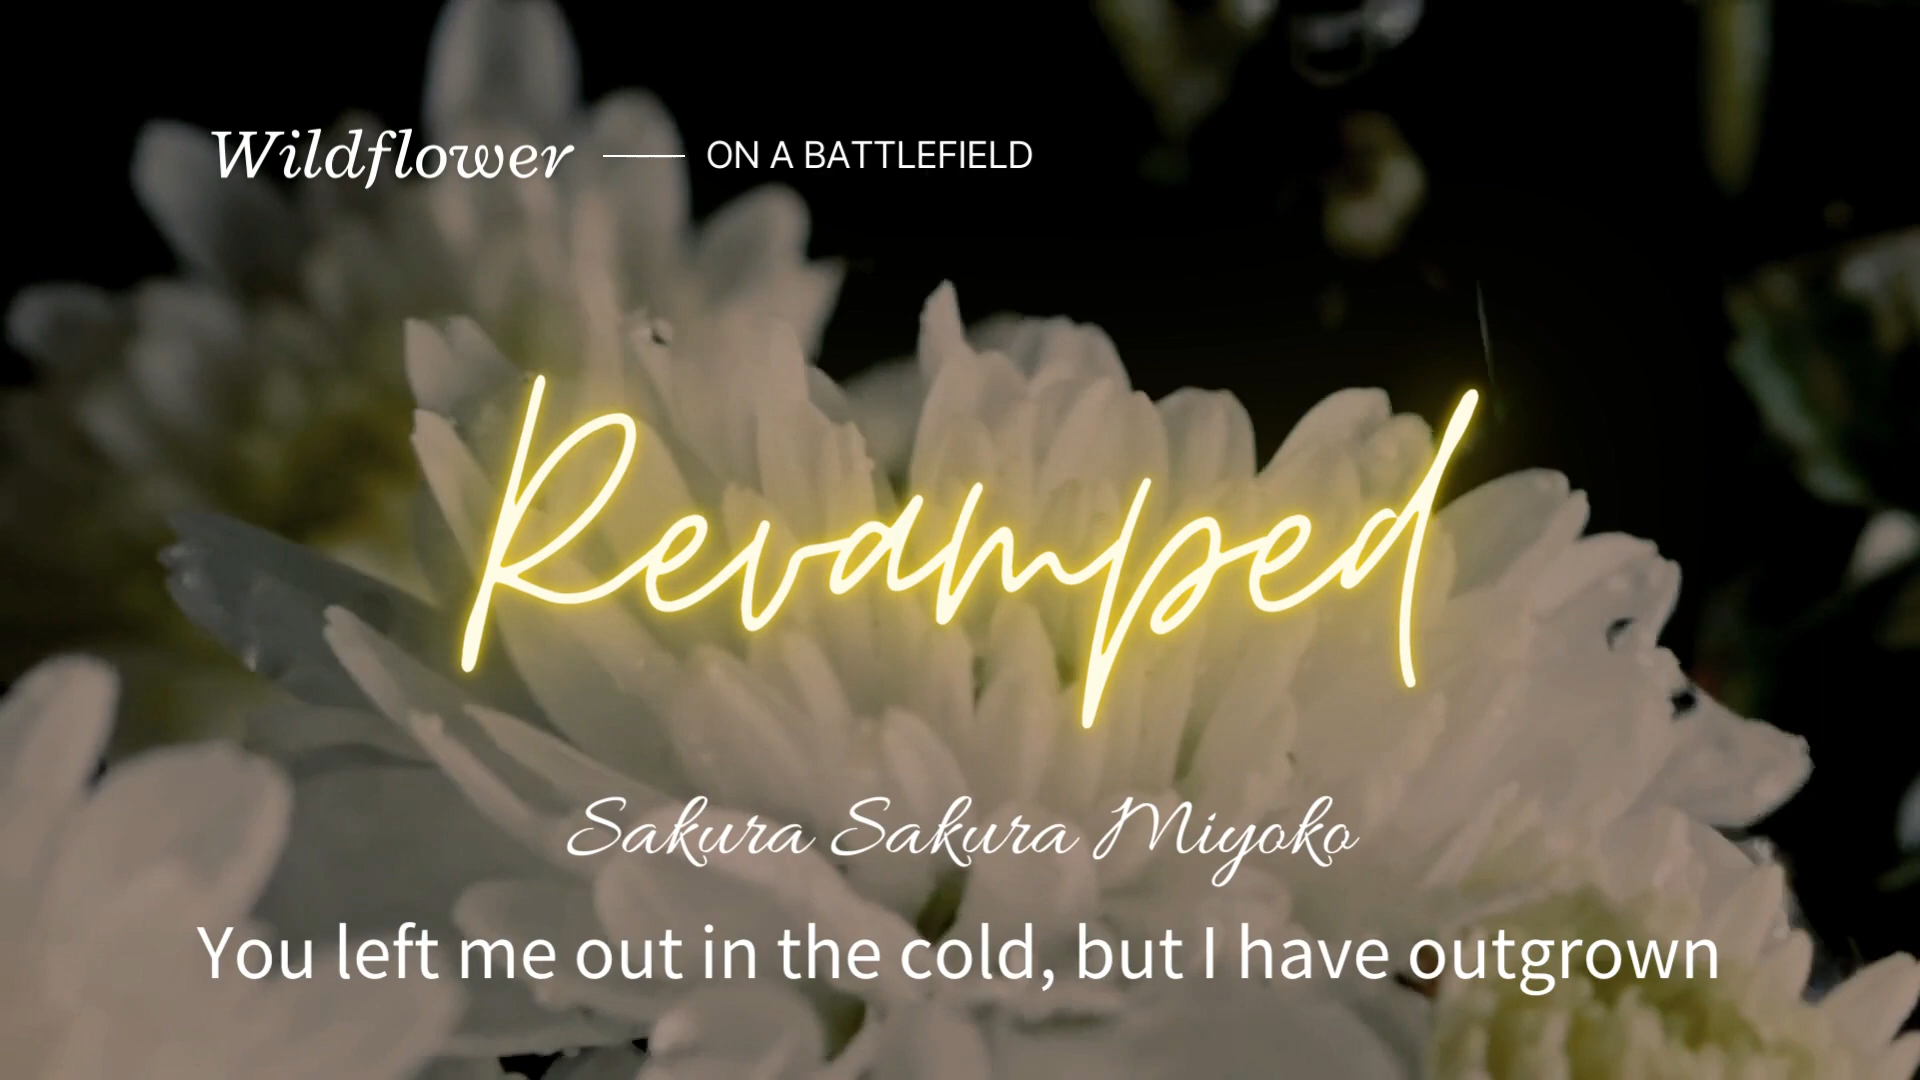 Wildflower — ON A BATTLEFIELD
Revamped
Sakura Sakura Miyoko
You left me out in the cold, but I have outgrown